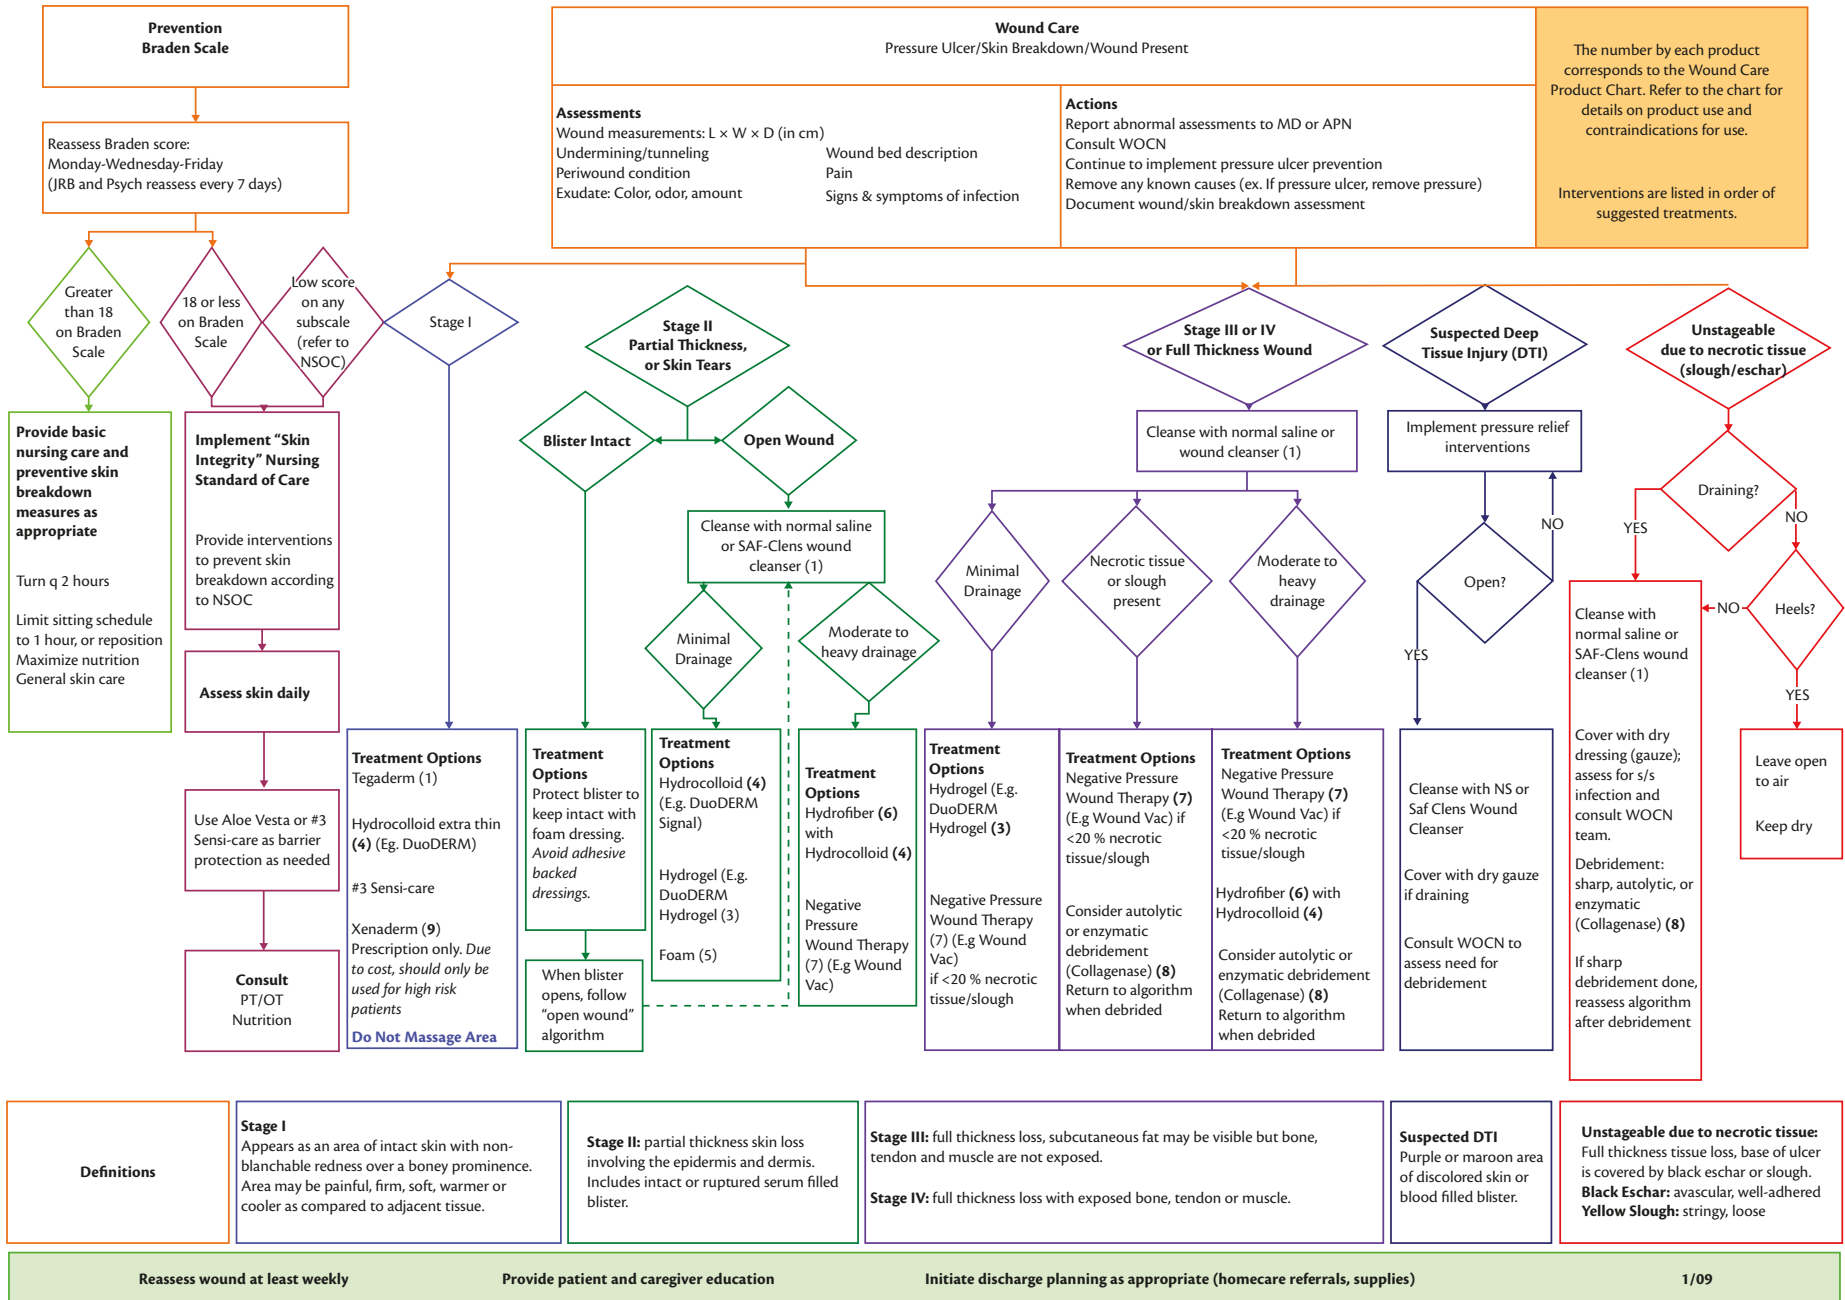 Prevention
Braden Scale
Reassess Braden score:
Monday-Wednesday-Friday
(JRB and Psych reassess every 7 days)
Wound Care
Pressure Ulcer/Skin Breakdown/Wound Present
Assessments
Wound measurements: L × W × D (in cm)
Undermining/tunneling
Periwound condition
Exudate: Color, odor, amount
Wound bed description
Pain
Signs & symptoms of infection
Actions
Report abnormal assessments to MD or APN
Consult WOCN
Continue to implement pressure ulcer prevention
Remove any known causes (ex. If pressure ulcer, remove pressure)
Document wound/skin breakdown assessment
The number by each product
corresponds to the Wound Care
Product Chart. Refer to the chart for
details on product use and
contraindications for use.
Interventions are listed in order of
suggested treatments.
Greater
than 18
on Braden
Scale
18 or less
on Braden
Scale
Low score
on any
subscale
(refer to
NSOC)
Provide basic
nursing care and
preventive skin
breakdown
measures as
appropriate
Turn q 2 hours
Limit sitting schedule
to 1 hour, or reposition
Maximize nutrition
General skin care
Implement “Skin
Integrity” Nursing
Standard of Care
Provide interventions
to prevent skin
breakdown according
to NSOC
Assess skin daily
Use Aloe Vesta or #3
Sensi-care as barrier
protection as needed
Consult
PT/OT
Nutrition
Stage I
Treatment Options
Tegaderm (1)
Hydrocolloid extra thin
(4) (Eg. DuoDERM)
#3 Sensi-care
Xenaderm (9)
Prescription only. Due
to cost, should only be
used for high risk
patients
Do Not Massage Area
Stage II
Partial Thickness,
or Skin Tears
Blister Intact
Open Wound
Cleanse with normal saline
or SAF-Clens wound
cleanser (1)
Minimal
Drainage
Moderate to
heavy drainage
Treatment
Options
Protect blister to
keep intact with
foam dressing.
Avoid adhesive
backed
dressings.
When blister
opens, follow
“open wound”
algorithm
Treatment
Options
Hydrocolloid (4)
(E.g. DuoDERM
Signal)
Hydrogel (E.g.
DuoDERM
Hydrogel (3)
Foam (5)
Treatment
Options
Hydrofiber (6)
with
Hydrocolloid (4)
Negative
Pressure
Wound Therapy
(7) (E.g Wound
Vac)
Stage III or IV
or Full Thickness Wound
Cleanse with normal saline or
wound cleanser (1)
Minimal
Drainage
Necrotic tissue
or slough
present
Moderate to
heavy
drainage
Treatment
Options
Hydrogel (E.g.
DuoDERM
Hydrogel (3)
Negative Pressure
Wound Therapy
(7) (E.g Wound
Vac)
if <20 % necrotic
tissue/slough
Treatment Options
Negative Pressure
Wound Therapy (7)
(E.g Wound Vac) if
<20 % necrotic
tissue/slough
Consider autolytic
or enzymatic
debridement
(Collagenase) (8)
Return to algorithm
when debrided
Treatment Options
Negative Pressure
Wound Therapy (7)
(E.g Wound Vac) if
<20 % necrotic
tissue/slough
Hydrofiber (6) with
Hydrocolloid (4)
Consider autolytic or
enzymatic debridement
(Collagenase) (8)
Return to algorithm
when debrided
Suspected Deep
Tissue Injury (DTI)
Implement pressure relief
interventions
Open?
NO
YES
Cleanse with NS or
Saf Clens Wound
Cleanser
Cover with dry gauze
if draining
Consult WOCN to
assess need for
debridement
Unstageable
due to necrotic tissue
(slough/eschar)
Draining?
YES
NO
Heels?
NO
YES
Cleanse with
normal saline or
SAF-Clens wound
cleanser (1)
Cover with dry
dressing (gauze);
assess for s/s
infection and
consult WOCN
team.
Debridement:
sharp, autolytic, or
enzymatic
(Collagenase) (8)
If sharp
debridement done,
reassess algorithm
after debridement
Leave open
to air
Keep dry
Definitions
Stage I
Appears as an area of intact skin with non-
blanchable redness over a boney prominence.
Area may be painful, firm, soft, warmer or
cooler as compared to adjacent tissue.
Stage II: partial thickness skin loss
involving the epidermis and dermis.
Includes intact or ruptured serum filled
blister.
Stage III: full thickness loss, subcutaneous fat may be visible but bone,
tendon and muscle are not exposed.
Stage IV: full thickness loss with exposed bone, tendon or muscle.
Suspected DTI
Purple or maroon area
of discolored skin or
blood filled blister.
Unstageable due to necrotic tissue:
Full thickness tissue loss, base of ulcer
is covered by black eschar or slough.
Black Eschar: avascular, well-adhered
Yellow Slough: stringy, loose
Reassess wound at least weekly
Provide patient and caregiver education
Initiate discharge planning as appropriate (homecare referrals, supplies)
1/09